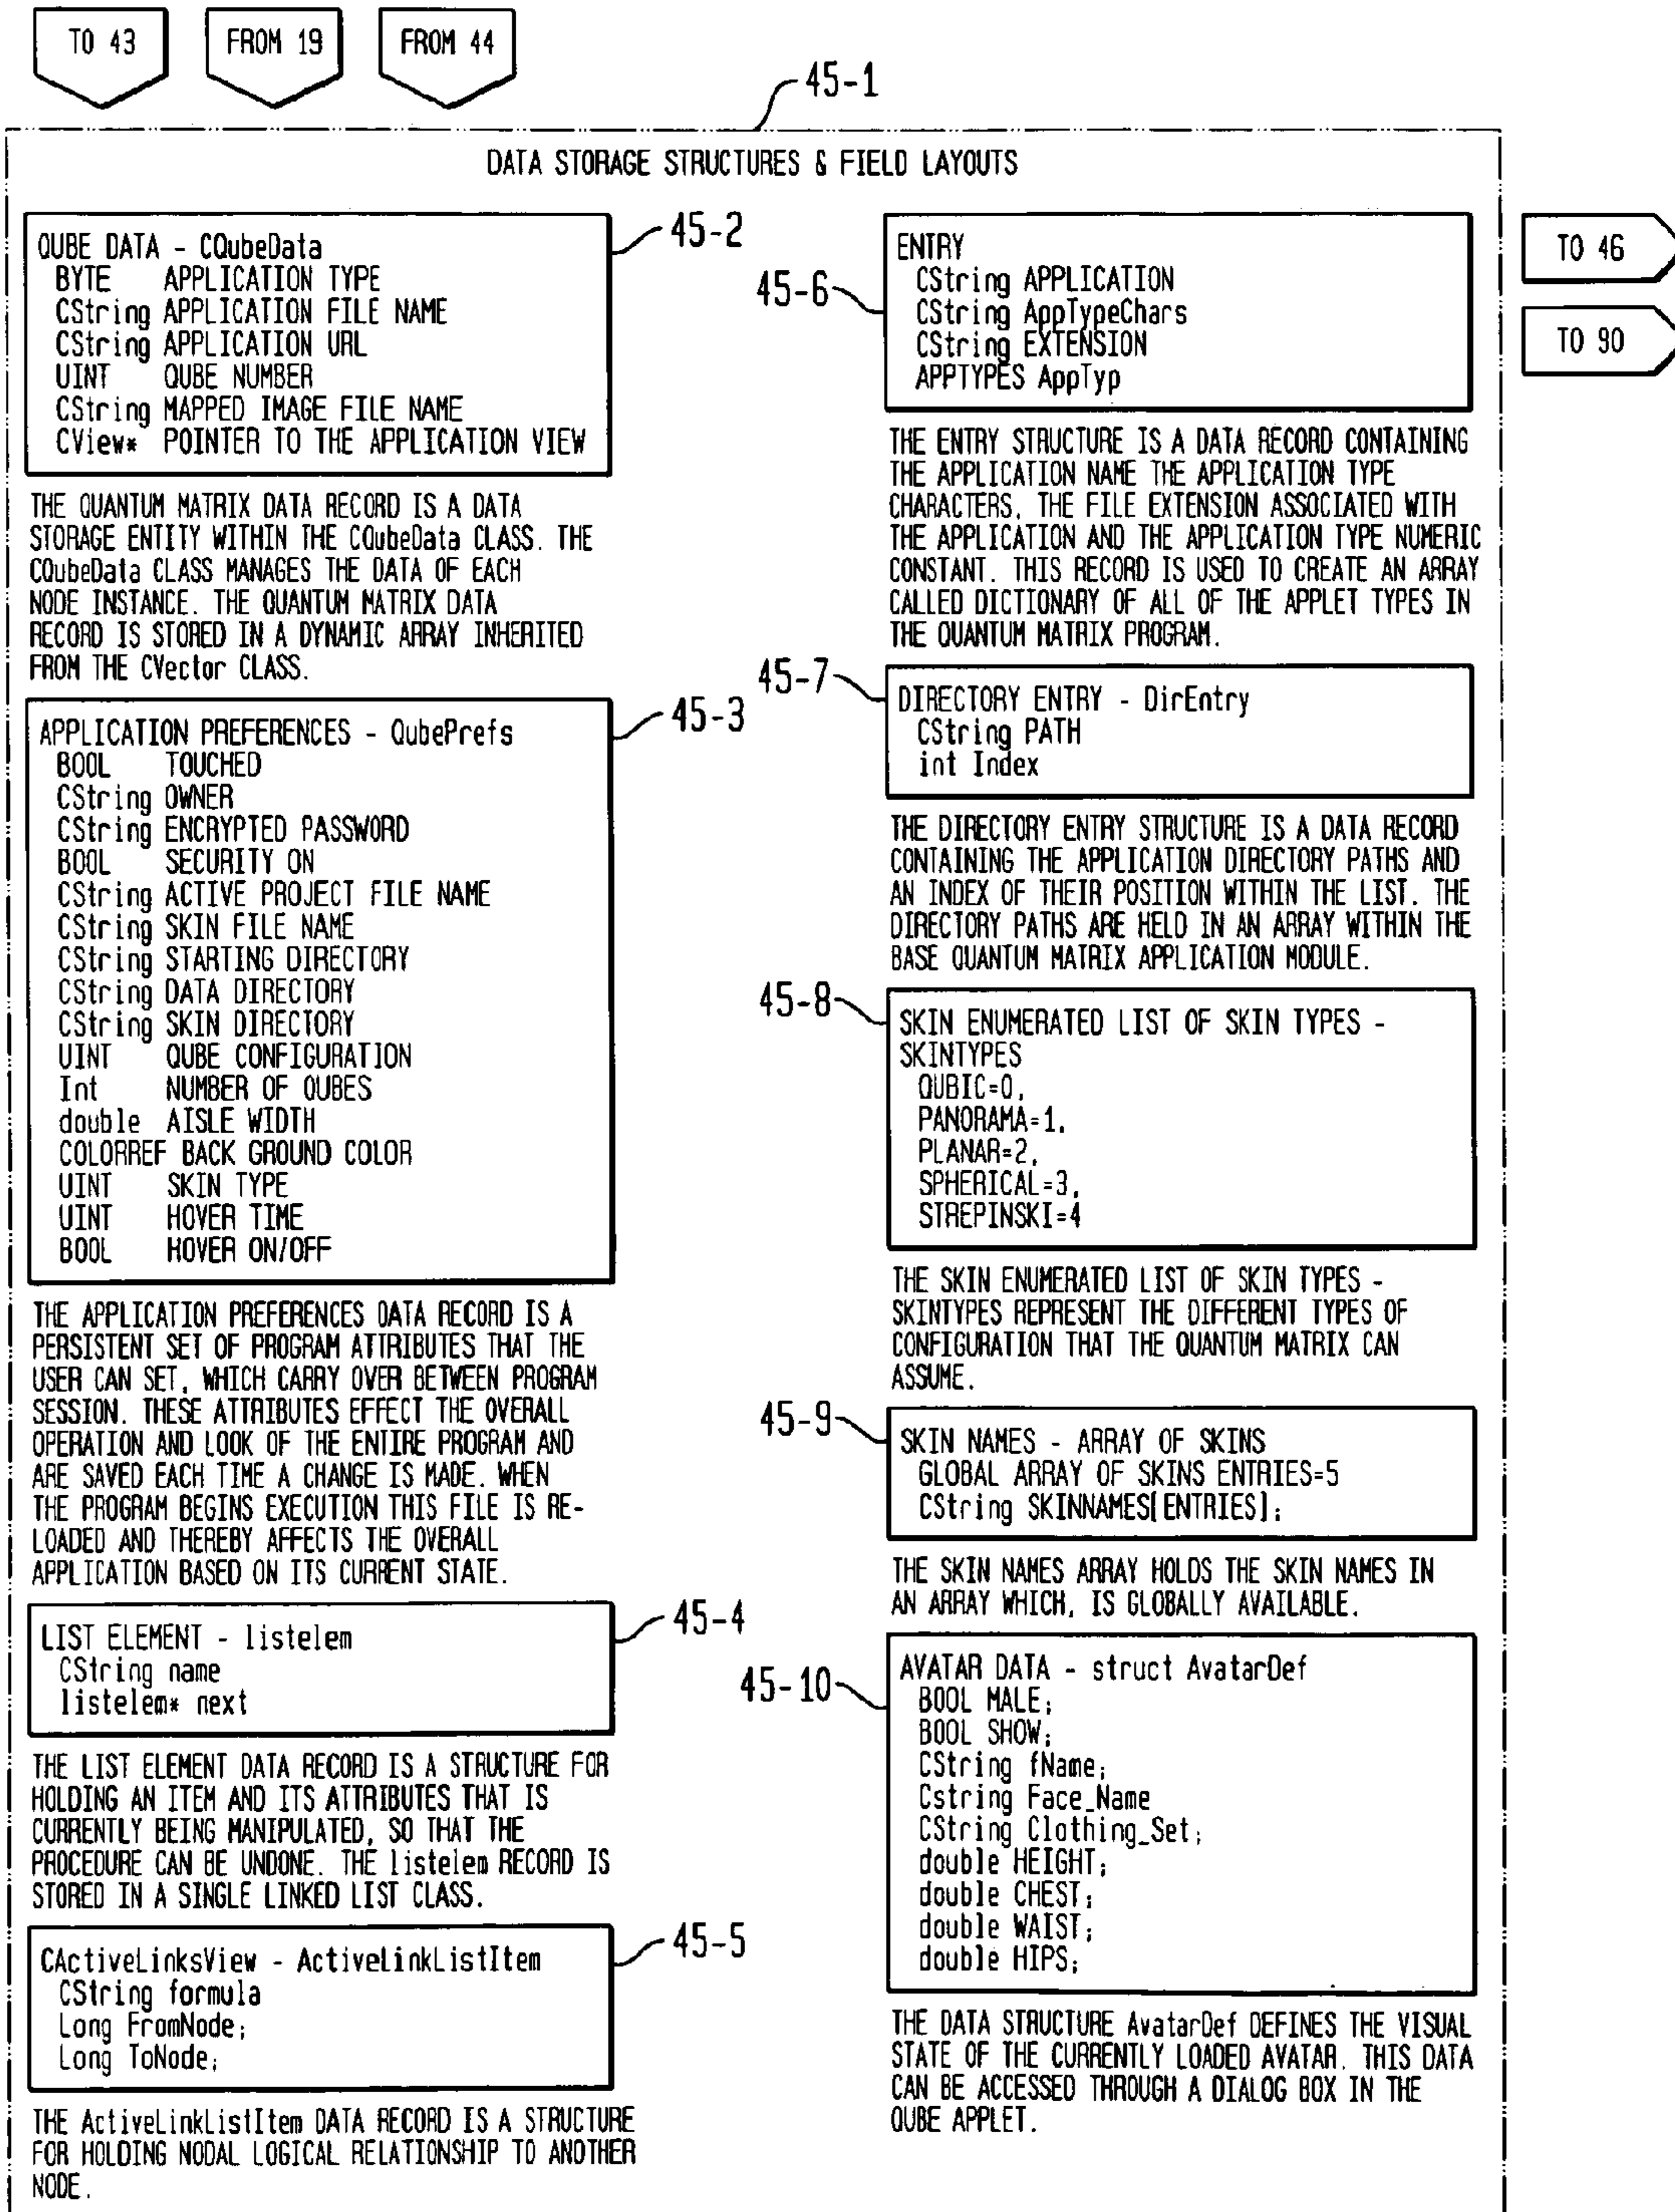 TO 43
FROM 19
FROM 44
45-1
DATA STORAGE STRUCTURES & FIELD LAYOUTS
45-2
QUBE DATA - CQubeData
BYTE APPLICATION TYPE
CString APPLICATION FILE NAME
CString APPLICATION URL
UINT QUBE NUMBER
CString MAPPED IMAGE FILE NAME
CView* POINTER TO THE APPLICATION VIEW
THE QUANTUM MATRIX DATA RECORD IS A DATA
STORAGE ENTITY WITHIN THE CQubeData CLASS. THE
CQubeData CLASS MANAGES THE DATA OF EACH
NODE INSTANCE. THE QUANTUM MATRIX DATA
RECORD IS STORED IN A DYNAMIC ARRAY INHERITED
FROM THE CVector CLASS.
45-3
APPLICATION PREFERENCES - QubePrefs
BOOL TOUCHED
CString OWNER
CString ENCRYPTED PASSWORD
BOOL SECURITY ON
CString ACTIVE PROJECT FILE NAME
CString SKIN FILE NAME
CString STARTING DIRECTORY
CString DATA DIRECTORY
CString SKIN DIRECTORY
UINT QUBE CONFIGURATION
Int NUMBER OF QUBES
double AISLE WIDTH
COLORREF BACK GROUND COLOR
UINT SKIN TYPE
UINT HOVER TIME
BOOL HOVER ON/OFF
THE APPLICATION PREFERENCES DATA RECORD IS A
PERSISTENT SET OF PROGRAM ATTRIBUTES THAT THE
USER CAN SET, WHICH CARRY OVER BETWEEN PROGRAM
SESSION. THESE ATTRIBUTES EFFECT THE OVERALL
OPERATION AND LOOK OF THE ENTIRE PROGRAM AND
ARE SAVED EACH TIME A CHANGE IS MADE. WHEN
THE PROGRAM BEGINS EXECUTION THIS FILE IS RE-
LOADED AND THEREBY AFFECTS THE OVERALL
APPLICATION BASED ON ITS CURRENT STATE.
45-4
LIST ELEMENT - listelem
CString name
listelem* next
THE LIST ELEMENT DATA RECORD IS A STRUCTURE FOR
HOLDING AN ITEM AND ITS ATTRIBUTES THAT IS
CURRENTLY BEING MANIPULATED, SO THAT THE
PROCEDURE CAN BE UNDONE. THE listelem RECORD IS
STORED IN A SINGLE LINKED LIST CLASS.
45-5
CActiveLinksView - ActiveLinkListItem
CString formula
Long FromNode;
Long ToNode;
THE ActiveLinkListItem DATA RECORD IS A STRUCTURE
FOR HOLDING NODAL LOGICAL RELATIONSHIP TO ANOTHER
NODE.
45-6
ENTRY
CString APPLICATION
CString AppTypeChars
CString EXTENSION
APPTYPES AppTyp
THE ENTRY STRUCTURE IS A DATA RECORD CONTAINING
THE APPLICATION NAME THE APPLICATION TYPE
CHARACTERS, THE FILE EXTENSION ASSOCIATED WITH
THE APPLICATION AND THE APPLICATION TYPE NUMERIC
CONSTANT. THIS RECORD IS USED TO CREATE AN ARRAY
CALLED DICTIONARY OF ALL OF THE APPLET TYPES IN
THE QUANTUM MATRIX PROGRAM.
45-7
DIRECTORY ENTRY - DirEntry
CString PATH
int Index
THE DIRECTORY ENTRY STRUCTURE IS A DATA RECORD
CONTAINING THE APPLICATION DIRECTORY PATHS AND
AN INDEX OF THEIR POSITION WITHIN THE LIST. THE
DIRECTORY PATHS ARE HELD IN AN ARRAY WITHIN THE
BASE QUANTUM MATRIX APPLICATION MODULE.
45-8
SKIN ENUMERATED LIST OF SKIN TYPES -
SKINTYPES
QUBIC=0,
PANORAMA=1,
PLANAR=2,
SPHERICAL=3,
STREPINSKI=4
THE SKIN ENUMERATED LIST OF SKIN TYPES -
SKINTYPES REPRESENT THE DIFFERENT TYPES OF
CONFIGURATION THAT THE QUANTUM MATRIX CAN
ASSUME.
45-9
SKIN NAMES - ARRAY OF SKINS
GLOBAL ARRAY OF SKINS ENTRIES=5
CString SKINNAMES[ENTRIES];
THE SKIN NAMES ARRAY HOLDS THE SKIN NAMES IN
AN ARRAY WHICH, IS GLOBALLY AVAILABLE.
45-10
AVATAR DATA - struct AvatarDef
BOOL MALE;
BOOL SHOW;
CString fName;
Cstring Face_Name
CString Clothing_Set;
double HEIGHT;
double CHEST;
double WAIST;
double HIPS;
THE DATA STRUCTURE AvatarDef DEFINES THE VISUAL
STATE OF THE CURRENTLY LOADED AVATAR. THIS DATA
CAN BE ACCESSED THROUGH A DIALOG BOX IN THE
QUBE APPLET.
TO 46
TO 90